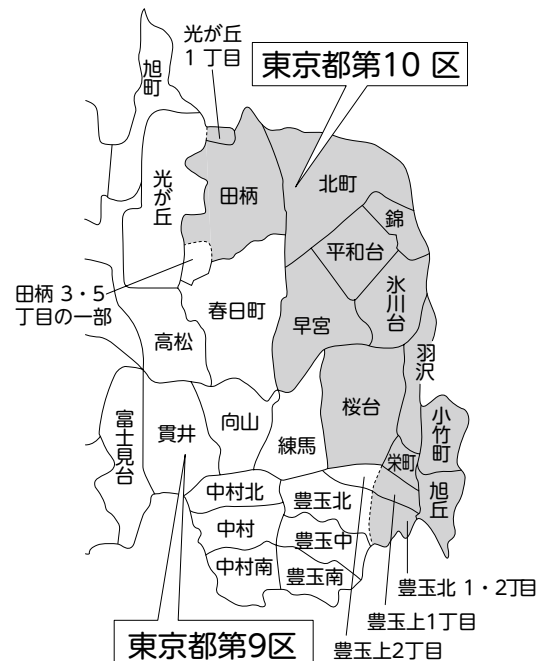 光が丘
1 丁目
東京都第10 区
旭町
光が丘
田柄
北町
錦
平和台
氷川台
田柄 3・5
丁目の一部
春日町
早宮
高松
羽沢
桜台
小竹町
富士見台
貫井
向山
練馬
栄町
旭丘
中村北
豊玉北
中村
豊玉中
中村南
豊玉南
豊玉北 1・2丁目
豊玉上1丁目
豊玉上2丁目
東京都第9区